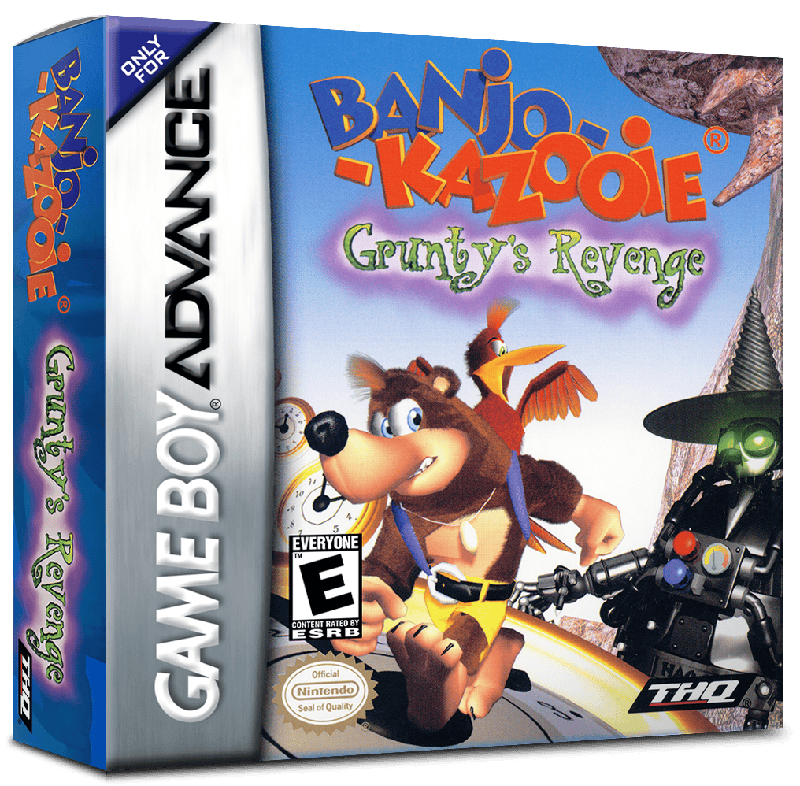 BANJO-
-KAZOOIE®
Grunty's Revenge
THQ
ONLY
FOR
GAME BOY® ADVANCE
BANJO-
-KAZOOIE®
Grunty's Revenge
EVERYONE
E™
CONTENT RATED BY
ESRB
Official
Nintendo
Seal of Quality
THQ®